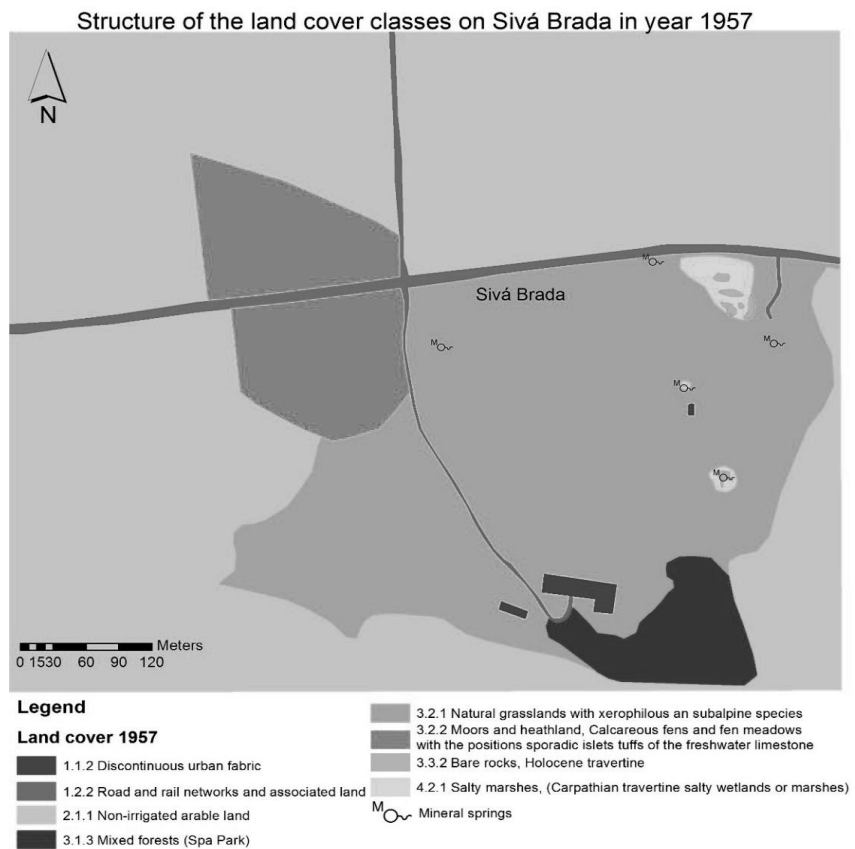 Structure of the land cover classes on Sivá Brada in year 1957
N
M
Sivá Brada
M
M
M
M
Meters
0 1530 60 90 120
Legend
Land cover 1957
1.1.2 Discontinuous urban fabric
1.2.2 Road and rail networks and associated land
2.1.1 Non-irrigated arable land
3.1.3 Mixed forests (Spa Park)
3.2.1 Natural grasslands with xerophilous an subalpine species
3.2.2 Moors and heathland, Calcareous fens and fen meadows
with the positions sporadic islets tuffs of the freshwater limestone
3.3.2 Bare rocks, Holocene travertine
4.2.1 Salty marshes, (Carpathian travertine salty wetlands or marshes)
M Mineral springs